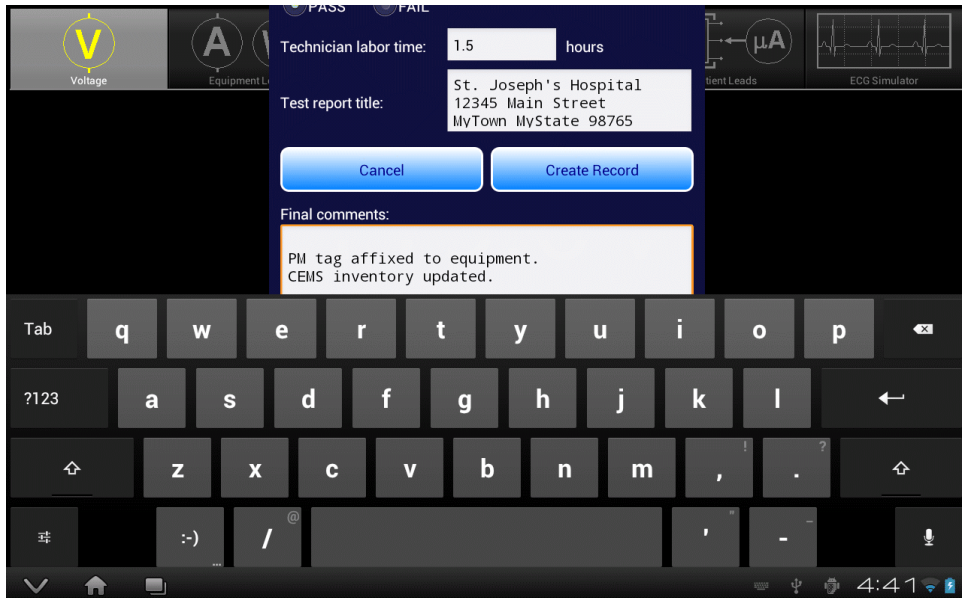 PASS FAIL
V A V μA
Voltage Equipment L tient Leads ECG Simulator
Technician labor time: 1.5 hours
Test report title: St. Joseph's Hospital
12345 Main Street
MyTown MyState 98765
Cancel Create Record
Final comments:
PM tag affixed to equipment.
CEMS inventory updated.
Tab q w e r t y u i o p
?123 a s d f g h j k l
! ?
z x c v b n m , .
@ " _
:-) / ' -
...
4:41